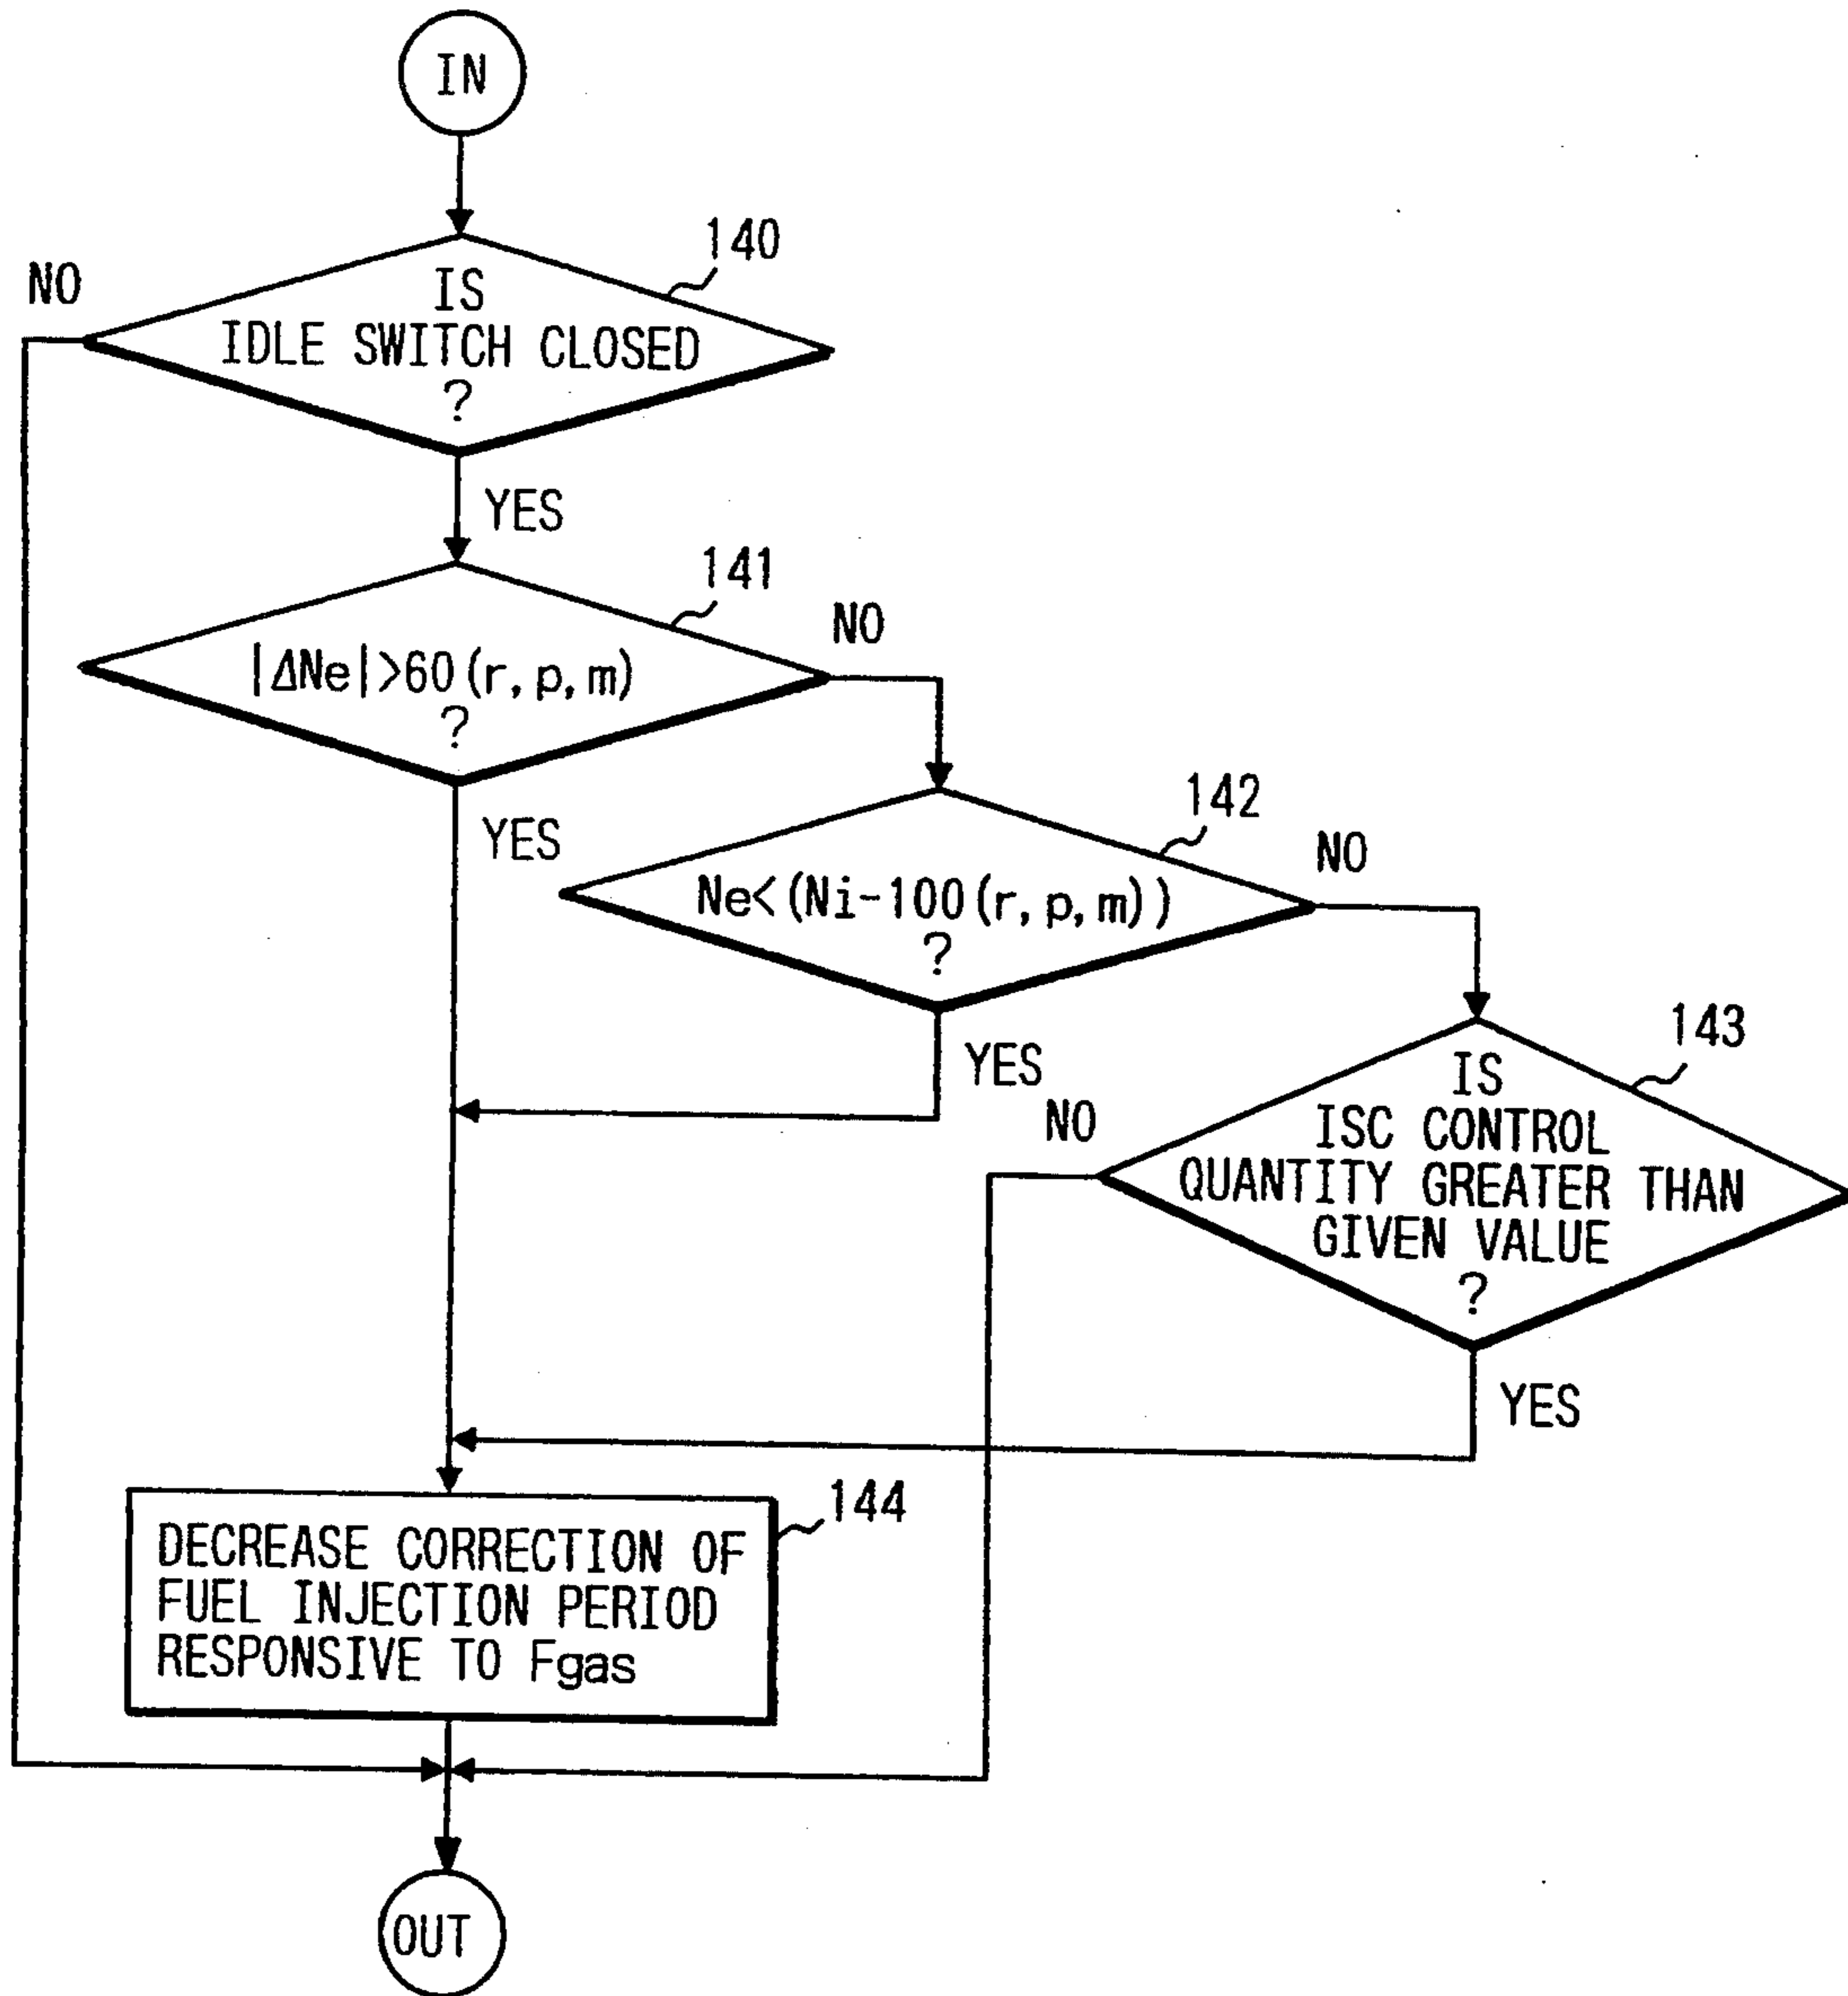 IN
140
NO
IS
IDLE SWITCH CLOSED
?
YES
141
NO
|ΔNe|>60(r,p,m)
?
YES
142
NO
Ne<(Ni-100(r,p,m))
?
YES
143
NO
IS
ISC CONTROL
QUANTITY GREATER THAN
GIVEN VALUE
?
YES
144
DECREASE CORRECTION OF
FUEL INJECTION PERIOD
RESPONSIVE TO Fgas
OUT